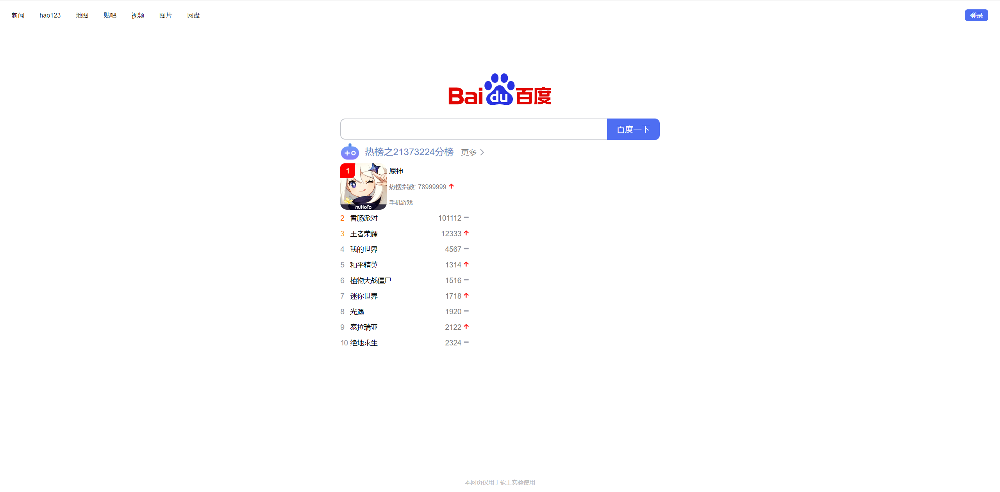 新闻 hao123 地图 贴吧 视频 图片 网盘 登录
Bai du 百度
百度一下
热榜之21373224分榜 更多
1 原神
热搜指数: 78999999
miHoYo 手机游戏
2 香肠派对 101112
3 王者荣耀 12333
4 我的世界 4567
5 和平精英 1314
6 植物大战僵尸 1516
7 迷你世界 1718
8 光遇 1920
9 泰拉瑞亚 2122
10 绝地求生 2324
本网页仅用于软工实验使用